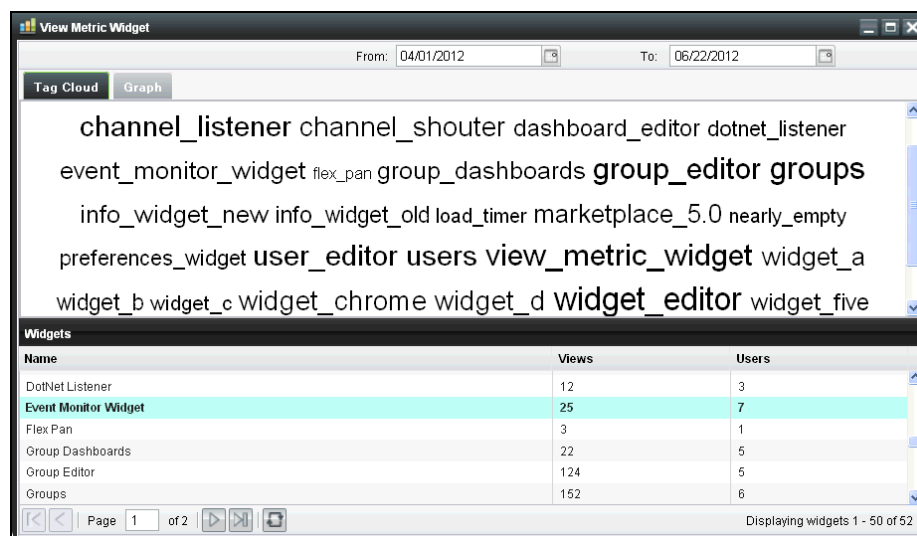 View Metric Widget
From: 04/01/2012 To: 06/22/2012
Tag Cloud Graph
channel_listener channel_shouter dashboard_editor dotnet_listener
event_monitor_widget flex_pan group_dashboards group_editor groups
info_widget_new info_widget_old load_timer marketplace_5.0 nearly_empty
preferences_widget user_editor users view_metric_widget widget_a
widget_b widget_c widget_chrome widget_d widget_editor widget_five
Widgets
Name Views Users
DotNet Listener 12 3
Event Monitor Widget 25 7
Flex Pan 3 1
Group Dashboards 22 5
Group Editor 124 5
Groups 152 6
Page 1 of 2 Displaying widgets 1 - 50 of 52